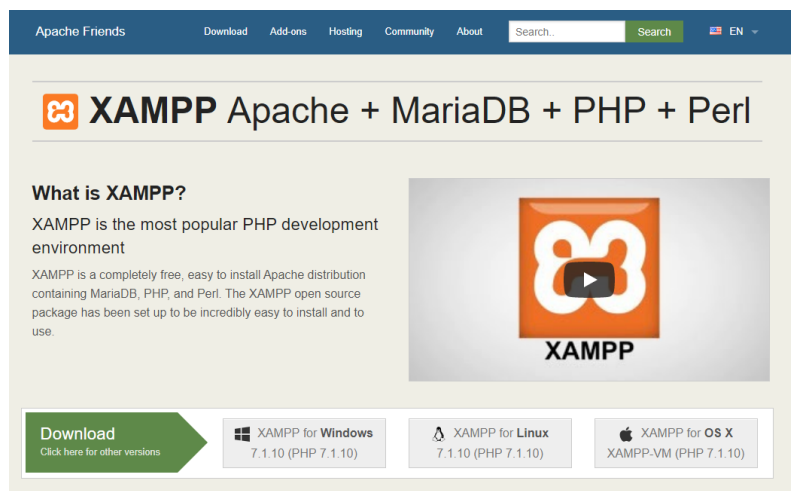 Apache Friends
Download Add-ons Hosting Community About Search.. Search EN
XAMPP Apache + MariaDB + PHP + Perl
What is XAMPP?
XAMPP is the most popular PHP development
environment
XAMPP is a completely free, easy to install Apache distribution
containing MariaDB, PHP, and Perl. The XAMPP open source
package has been set up to be incredibly easy to install and to
use.
XAMPP
Download
Click here for other versions
XAMPP for Windows
7.1.10 (PHP 7.1.10)
XAMPP for Linux
7.1.10 (PHP 7.1.10)
XAMPP for OS X
XAMPP-VM (PHP 7.1.10)